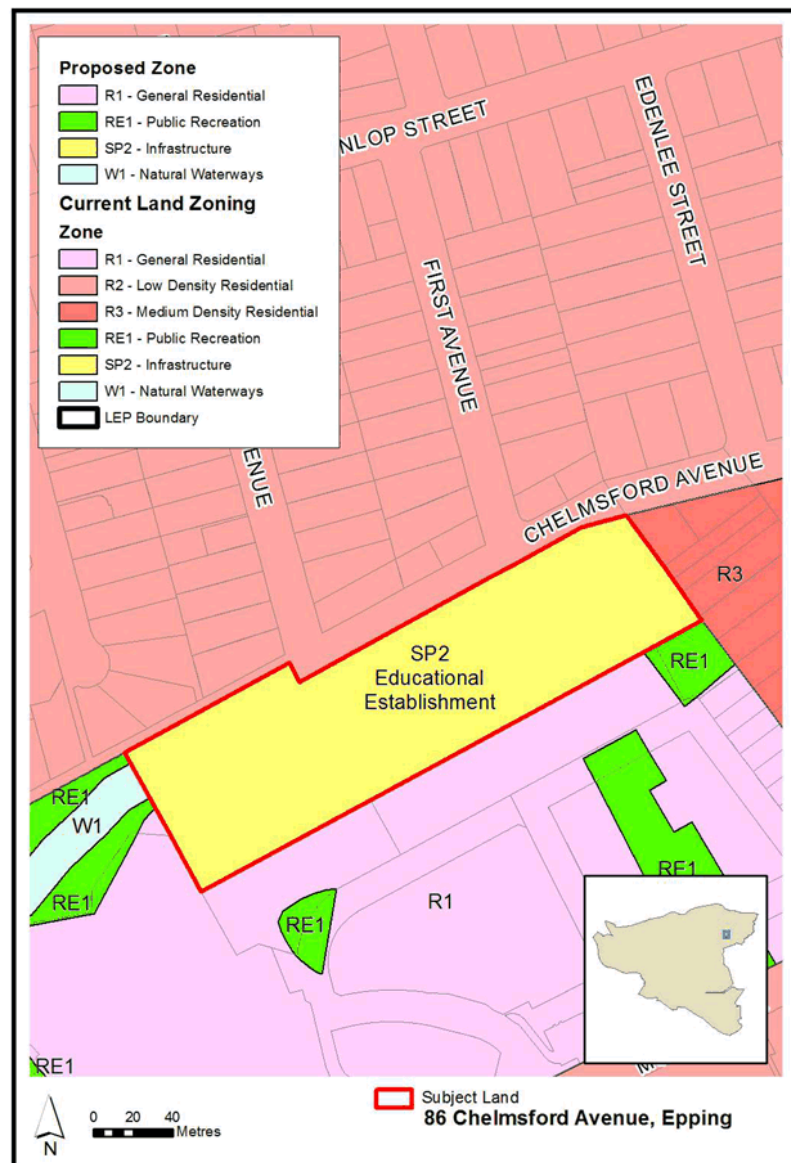 Proposed Zone
R1 - General Residential
RE1 - Public Recreation
SP2 - Infrastructure
W1 - Natural Waterways
Current Land Zoning
Zone
R1 - General Residential
R2 - Low Density Residential
R3 - Medium Density Residential
RE1 - Public Recreation
SP2 - Infrastructure
W1 - Natural Waterways
LEP Boundary
NLOP STREET
EDENLEE STREET
FIRST AVENUE
ENUE
CHELMSFORD AVENUE
R3
SP2
Educational
Establishment
RE1
RE1
W1
RE1
RE1
R1
RE1
RE1
0 20 40
Metres
N
Subject Land
86 Chelmsford Avenue, Epping